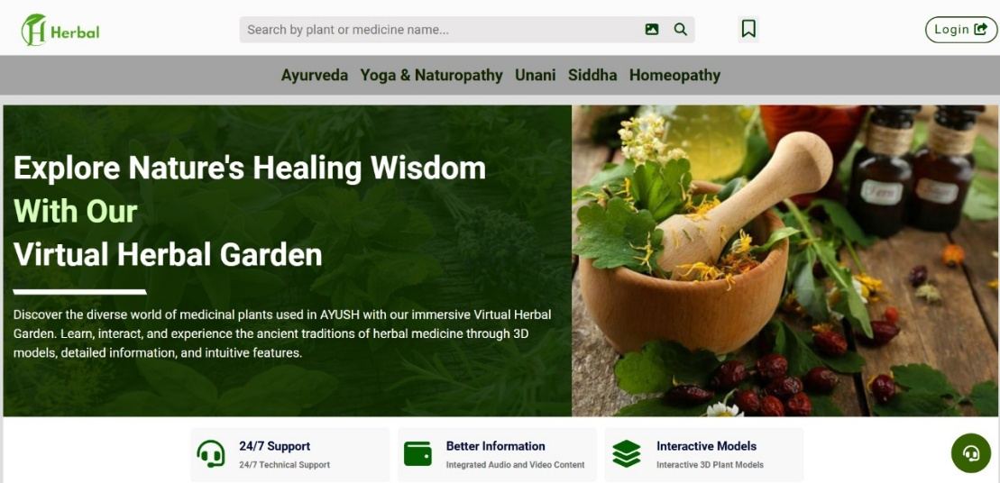 Herbal
Search by plant or medicine name...
Login
Ayurveda Yoga & Naturopathy Unani Siddha Homeopathy
Explore Nature's Healing Wisdom
With Our
Virtual Herbal Garden
Discover the diverse world of medicinal plants used in AYUSH with our immersive Virtual Herbal
Garden. Learn, interact, and experience the ancient traditions of herbal medicine through 3D
models, detailed information, and intuitive features.
24/7 Support
24/7 Technical Support
Better Information
Integrated Audio and Video Content
Interactive Models
Interactive 3D Plant Models